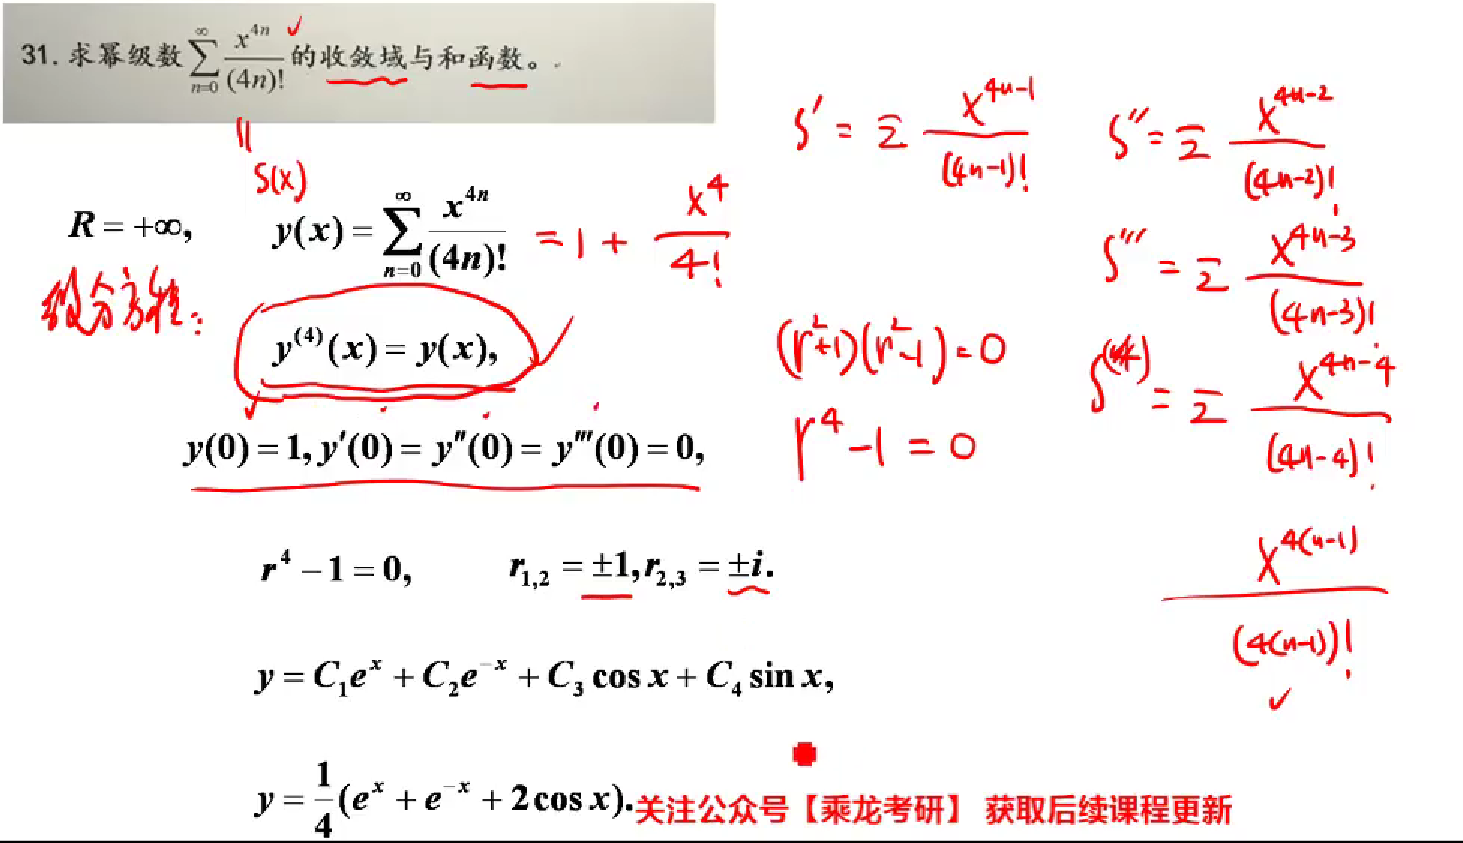 31. 求幂级数 $\sum_{n=0}^{\infty} \frac{x^{4n}}{(4n)!}$ 的收敛域与和函数。
S(x)
R = +∞, $y(x) = \sum_{n=0}^{\infty} \frac{x^{4n}}{(4n)!}$ $= 1 + \frac{x^4}{4!}$
分方程:
$y^{(4)}(x) = y(x),$
$y(0) = 1, y'(0) = y''(0) = y'''(0) = 0,$
$r^4 - 1 = 0,$ $r_{1,2} = \pm 1, r_{2,3} = \pm i.$
$y = C_1 e^x + C_2 e^{-x} + C_3 \cos x + C_4 \sin x,$
$y = \frac{1}{4}(e^x + e^{-x} + 2\cos x).$
$S' = \Sigma \frac{x^{4n-1}}{(4n-1)!}$ $S'' = \Sigma \frac{x^{4n-2}}{(4n-2)!}$
$S''' = \Sigma \frac{x^{4n-3}}{(4n-3)!}$
$(r^2+1)(r^2-1) = 0$
$r^4 - 1 = 0$
$S^{(4)} = \Sigma \frac{x^{4n-4}}{(4n-4)!}$
$\frac{x^{4(n-1)}}{(4(n-1))!}$
关注公众号【乘龙考研】 获取后续课程更新